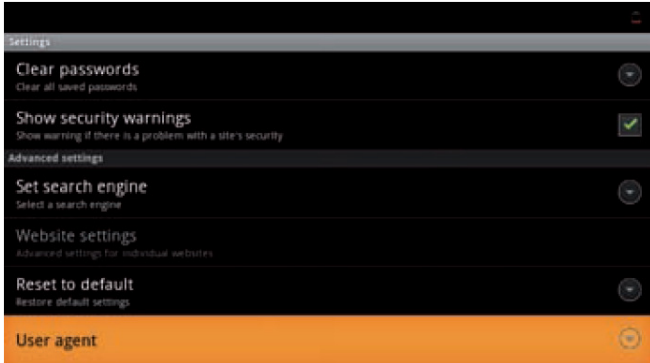 Settings
Clear passwords
Clear all saved passwords
Show security warnings
Show warning if there is a problem with a site's security
Advanced settings
Set search engine
Select a search engine
Website settings
Advanced settings for individual websites
Reset to default
Restore default settings
User agent